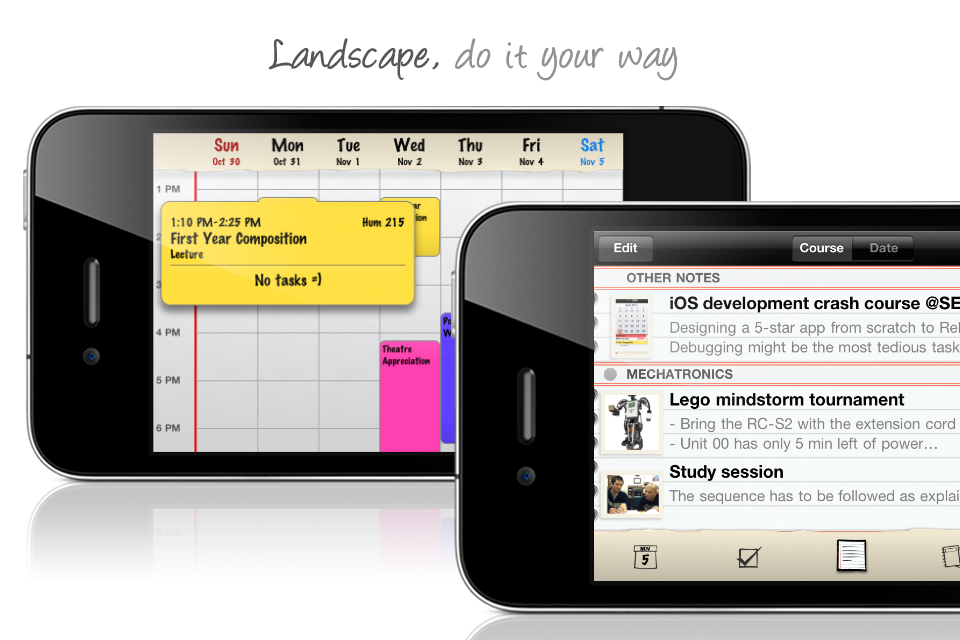 Landscape, do it your way
Sun Mon Tue Wed Thu Fri Sat
Oct 30 Oct 31 Nov 1 Nov 2 Nov 3 Nov 4 Nov 5
1 PM
1:10 PM-2:25 PM Hum 215
First Year Composition
Lecture
No tasks =)
4 PM
Theatre
Appreciation
5 PM
6 PM
Edit Course Date
OTHER NOTES
iOS development crash course @SE
Designing a 5-star app from scratch to Rel
Debugging might be the most tedious task
MECHATRONICS
Lego mindstorm tournament
- Bring the RC-S2 with the extension cord
- Unit 00 has only 5 min left of power...
Study session
The sequence has to be followed as explai
NOV
5